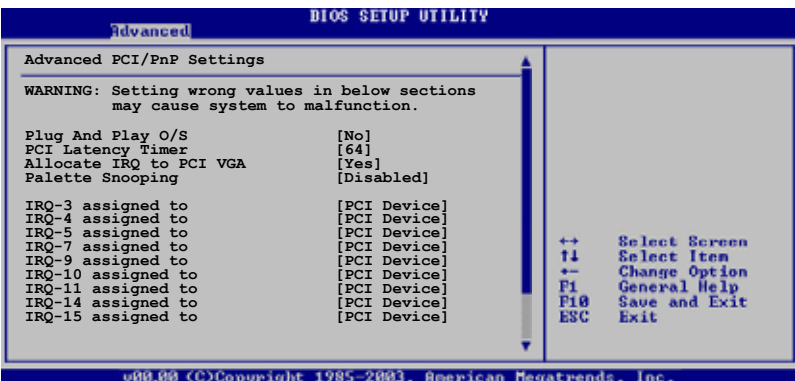 BIOS SETUP UTILITY
Advanced
Advanced PCI/PnP Settings
WARNING: Setting wrong values in below sections
may cause system to malfunction.
Plug And Play O/S [No]
PCI Latency Timer [64]
Allocate IRQ to PCI VGA [Yes]
Palette Snooping [Disabled]
IRQ-3 assigned to [PCI Device]
IRQ-4 assigned to [PCI Device]
IRQ-5 assigned to [PCI Device]
IRQ-7 assigned to [PCI Device]
IRQ-9 assigned to [PCI Device]
IRQ-10 assigned to [PCI Device]
IRQ-11 assigned to [PCI Device]
IRQ-14 assigned to [PCI Device]
IRQ-15 assigned to [PCI Device]
↔ Select Screen
↑↓ Select Item
+- Change Option
F1 General Help
F10 Save and Exit
ESC Exit
v00.00 (C)Copyright 1985-2003, American Megatrends, Inc.